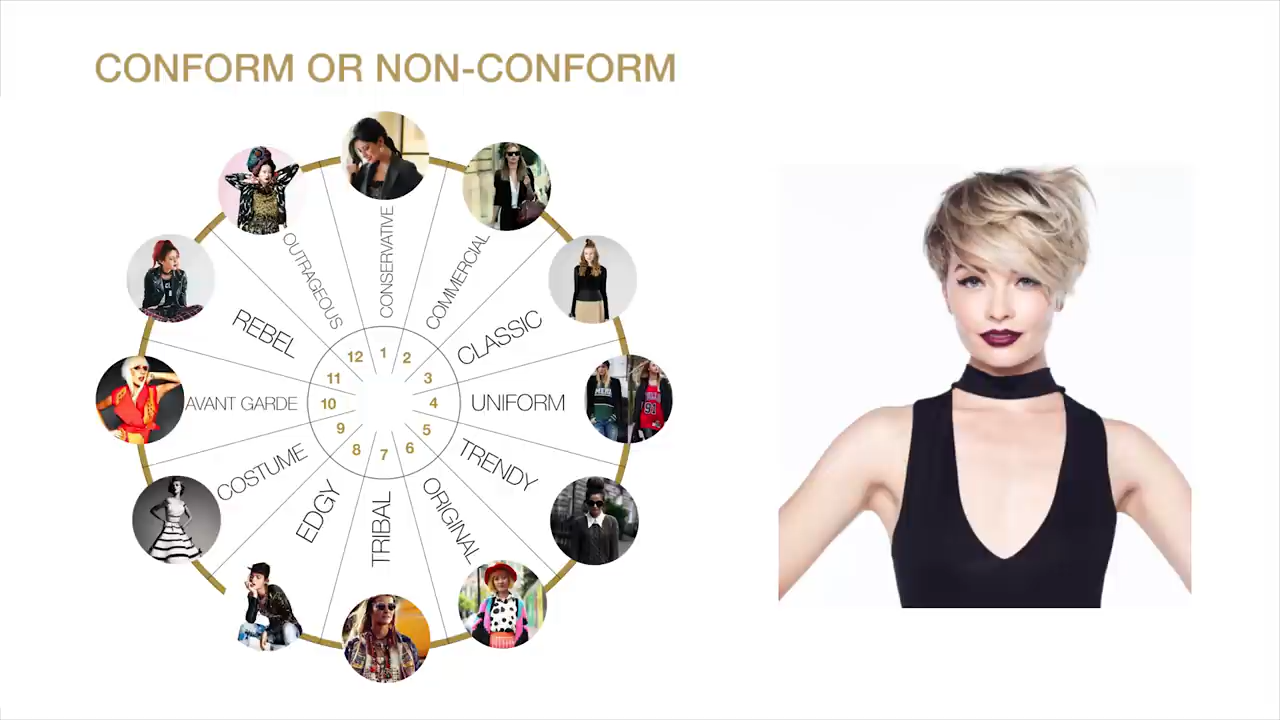 CONFORM OR NON-CONFORM
CONSERVATIVE
COMMERCIAL
CLASSIC
UNIFORM
TRENDY
ORIGINAL
TRIBAL
EDGY
COSTUME
AVANT GARDE
REBEL
OUTRAGEOUS
1
2
3
4
5
6
7
8
9
10
11
12
91